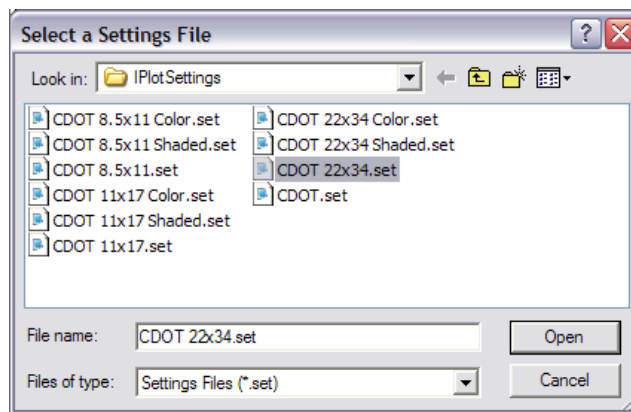 Select a Settings File
Look in: IPlotSettings
CDOT 8.5x11 Color.set
CDOT 8.5x11 Shaded.set
CDOT 8.5x11.set
CDOT 11x17 Color.set
CDOT 11x17 Shaded.set
CDOT 11x17.set
CDOT 22x34 Color.set
CDOT 22x34 Shaded.set
CDOT 22x34.set
CDOT.set
File name: CDOT 22x34.set Open
Files of type: Settings Files (*.set) Cancel